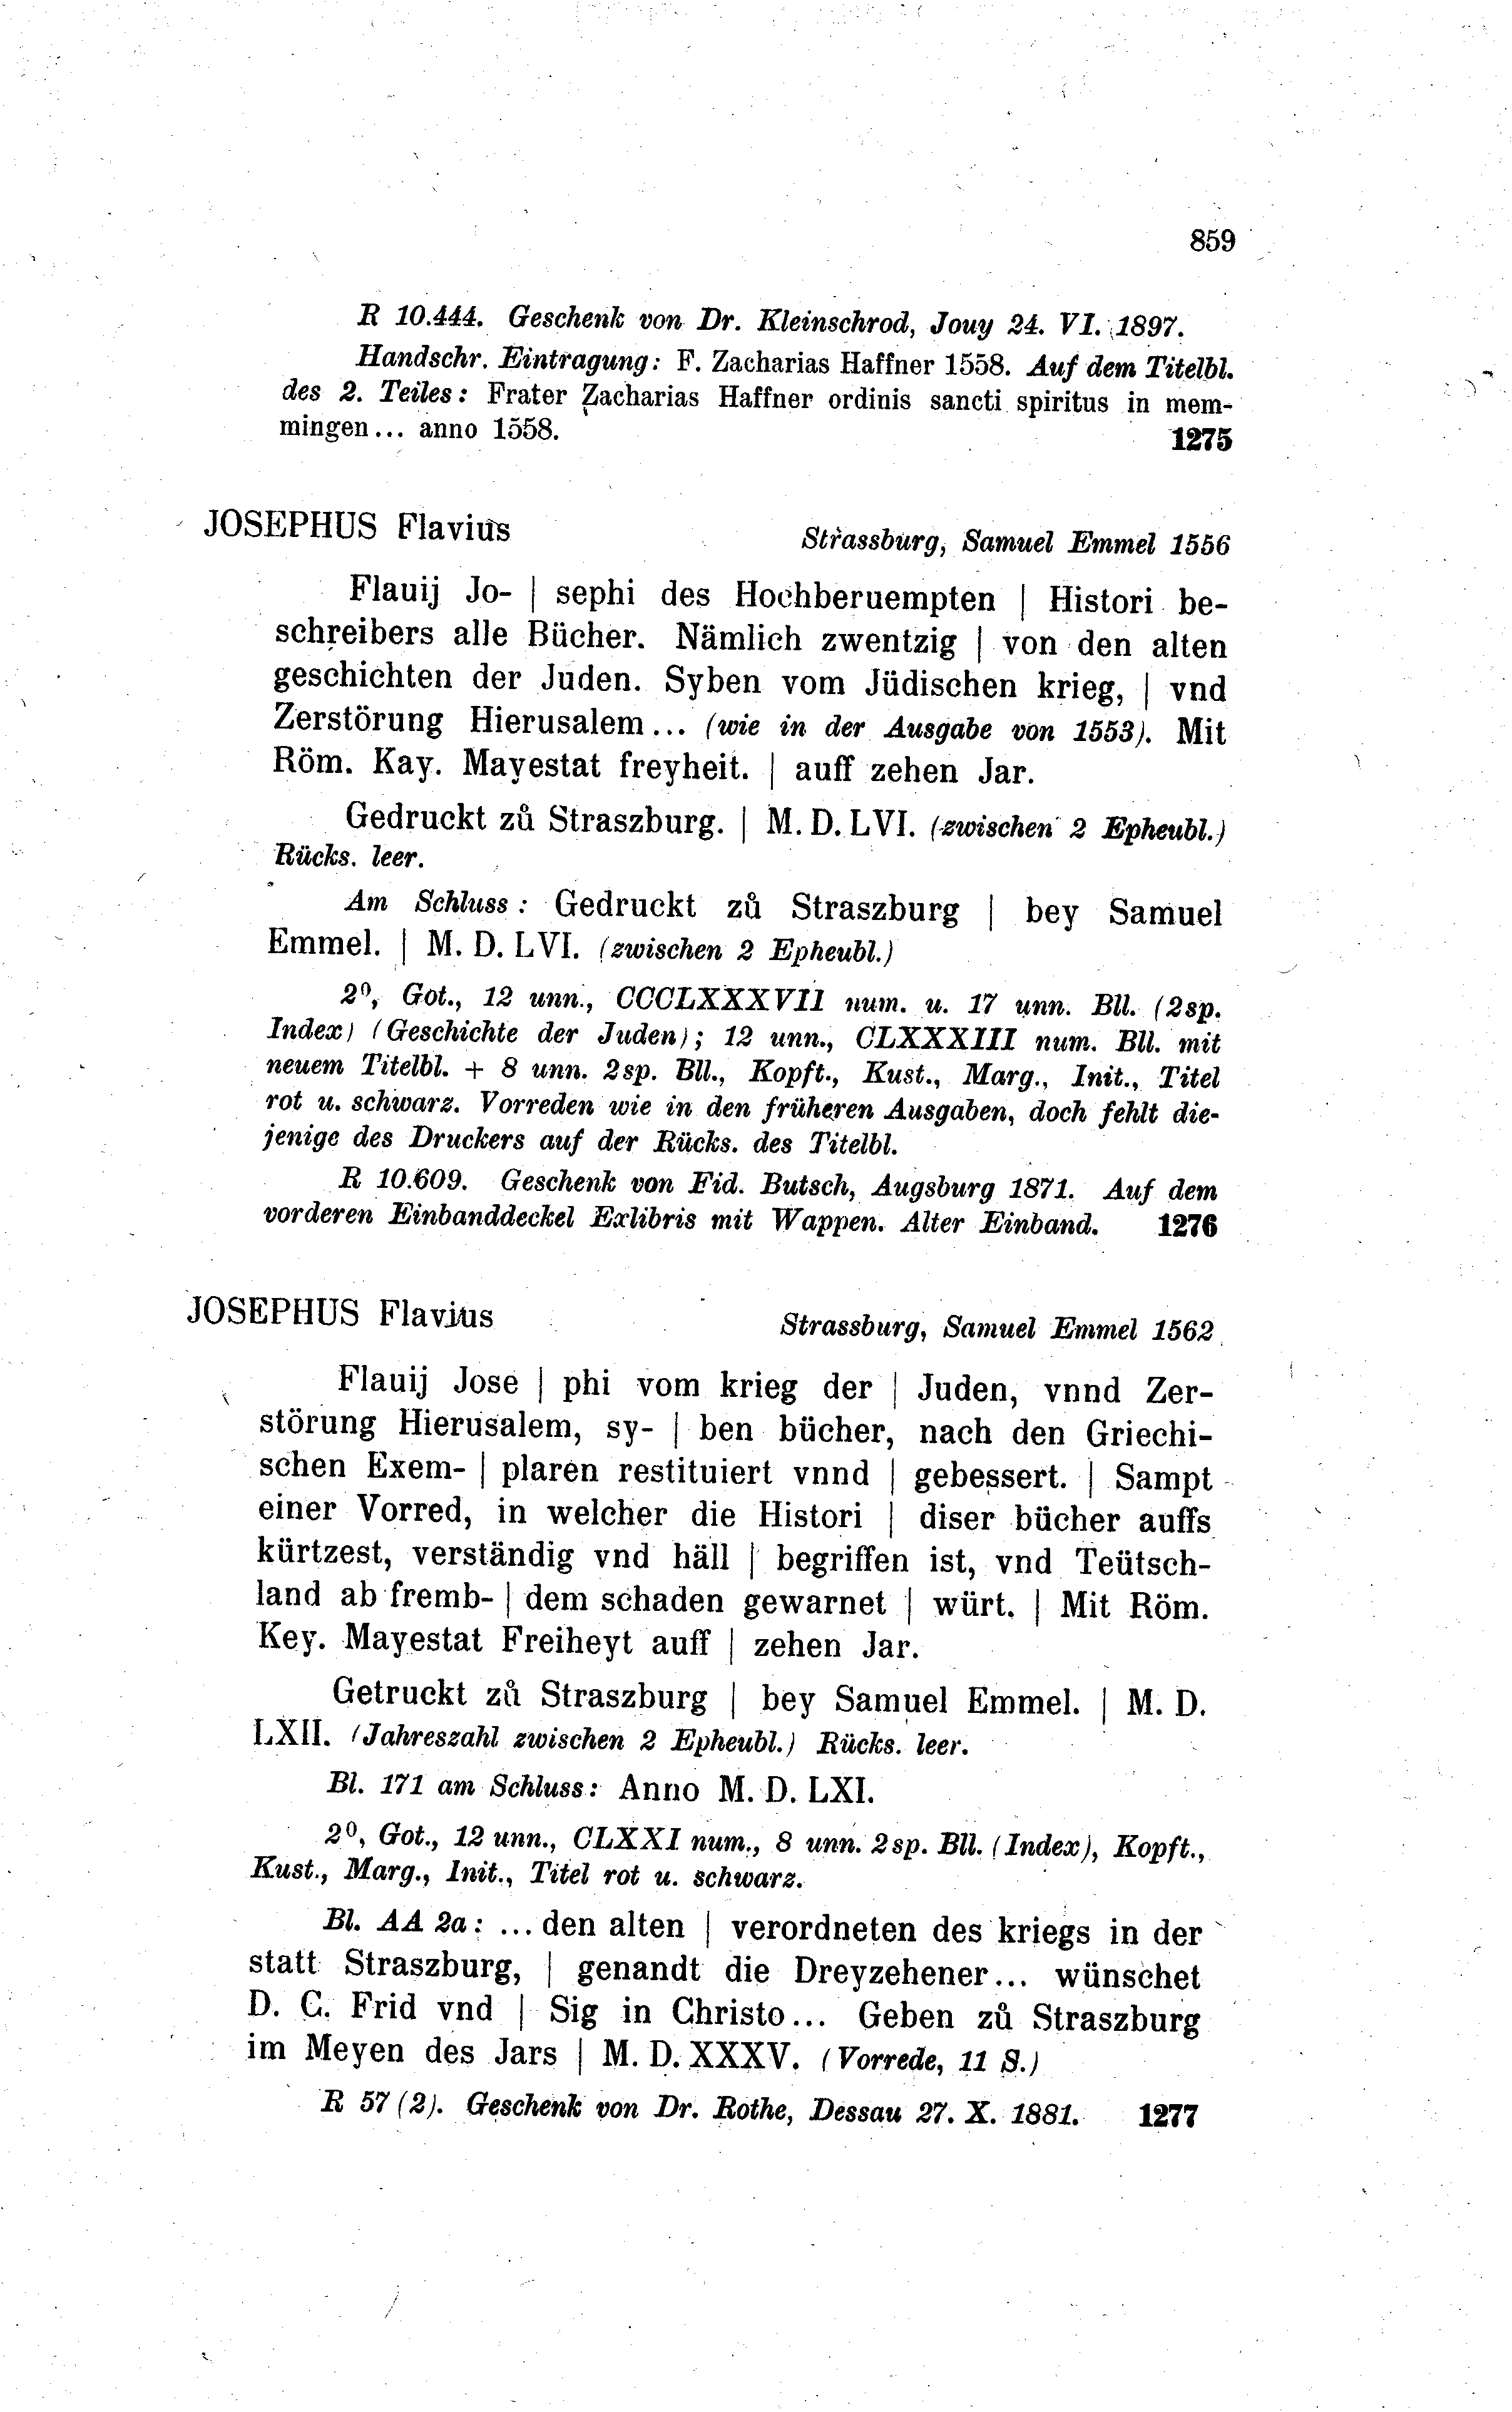 859
R 10.444. Geschenk von Dr. Kleinschrod, Jouy 24. VI. 1897.
Handschr. Eintragung: F. Zacharias Haffner 1558. Auf dem Titelbl.
des 2. Teiles: Frater Zacharias Haffner ordinis sancti spiritus in mem-
mingen... anno 1558. 1275
JOSEPHUS Flavius Strassburg, Samuel Emmel 1556
Flauij Jo- | sephi des Hochberuempten | Histori be-
schreibers alle Bücher. Nämlich zwentzig | von den alten
geschichten der Juden. Syben vom Jüdischen krieg, | vnd
Zerstörung Hierusalem... (wie in der Ausgabe von 1553). Mit
Röm. Kay. Mayestat freyheit. | auff zehen Jar.
Gedruckt zů Straszburg. | M. D. LVI. (zwischen 2 Epheubl.)
Rücks. leer.
Am Schluss: Gedruckt zů Straszburg | bey Samuel
Emmel. | M. D. LVI. (zwischen 2 Epheubl.)
2⁰, Got., 12 unn., CCCLXXXVII num. u. 17 unn. Bll. (2sp.
Index) (Geschichte der Juden); 12 unn., CLXXXIII num. Bll. mit
neuem Titelbl. + 8 unn. 2sp. Bll., Kopft., Kust., Marg., Init., Titel
rot u. schwarz. Vorreden wie in den früheren Ausgaben, doch fehlt die-
jenige des Druckers auf der Rücks. des Titelbl.
R 10.609. Geschenk von Fid. Butsch, Augsburg 1871. Auf dem
vorderen Einbanddeckel Exlibris mit Wappen. Alter Einband. 1276
JOSEPHUS Flavius Strassburg, Samuel Emmel 1562
Flauij Jose | phi vom krieg der | Juden, vnnd Zer-
störung Hierusalem, sy- | ben bücher, nach den Griechi-
schen Exem- | plaren restituiert vnnd | gebessert. | Sampt
einer Vorred, in welcher die Histori | diser bücher auffs
kürtzest, verständig vnd häll | begriffen ist, vnd Teütsch-
land ab fremb- | dem schaden gewarnet | würt. | Mit Röm.
Key. Mayestat Freiheyt auff | zehen Jar.
Getruckt zů Straszburg | bey Samuel Emmel. | M. D.
LXII. (Jahreszahl zwischen 2 Epheubl.) Rücks. leer.
Bl. 171 am Schluss: Anno M. D. LXI.
2⁰, Got., 12 unn., CLXXI num., 8 unn. 2sp. Bll. (Index), Kopft.,
Kust., Marg., Init., Titel rot u. schwarz.
Bl. AA 2a: ... den alten | verordneten des kriegs in der
statt Straszburg, | genandt die Dreyzehener... wünschet
D. C. Frid vnd | Sig in Christo... Geben zů Straszburg
im Meyen des Jars | M. D. XXXV. (Vorrede, 11 S.)
R 57 (2). Geschenk von Dr. Rothe, Dessau 27. X. 1881. 1277